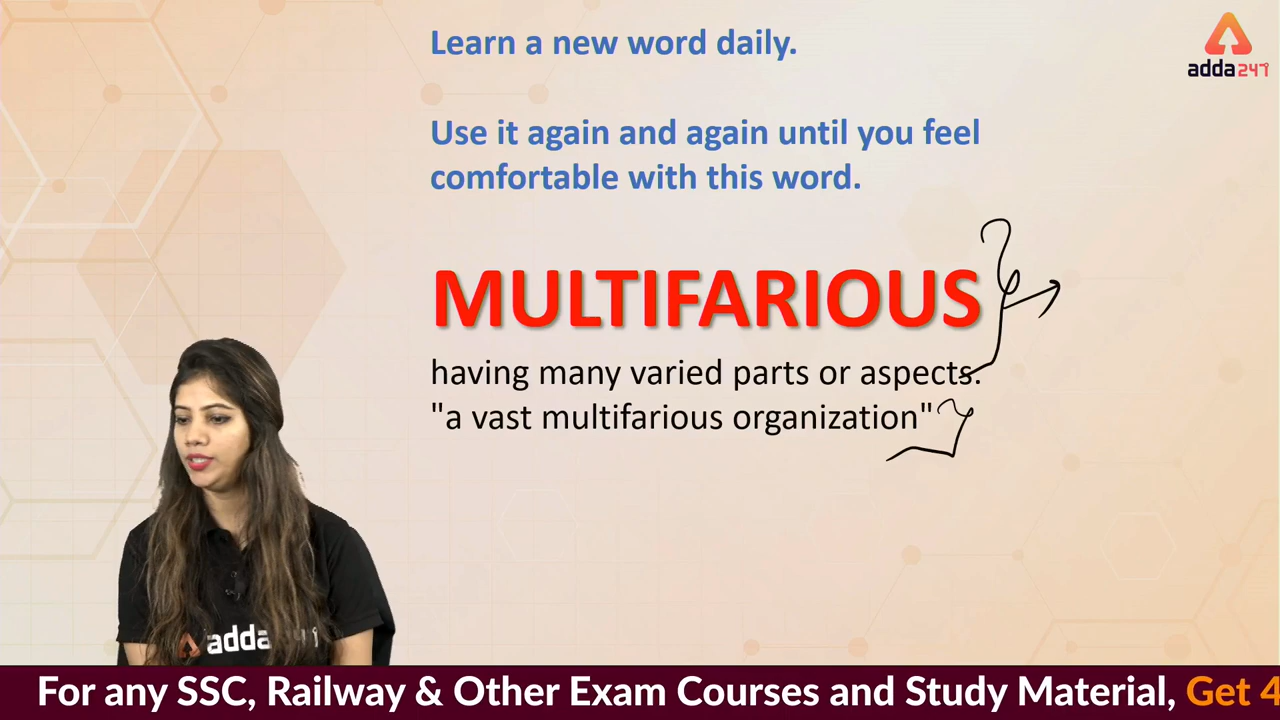 Learn a new word daily.
adda247
Use it again and again until you feel
comfortable with this word.
MULTIFARIOUS
having many varied parts or aspects.
"a vast multifarious organization"
adda247
For any SSC, Railway & Other Exam Courses and Study Material, Get 4